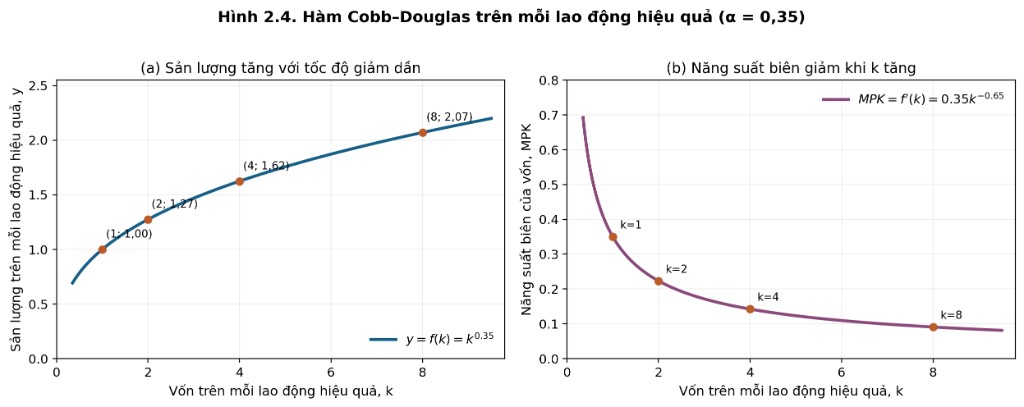 Hình 2.4. Hàm Cobb–Douglas trên mỗi lao động hiệu quả (α = 0,35)
(a) Sản lượng tăng với tốc độ giảm dần
Sản lượng trên mỗi lao động hiệu quả, y
2.5
2.0
1.5
1.0
0.5
0.0
(1; 1,00)
(2; 1,27)
(4; 1,62)
(8; 2,07)
y = f(k) = k^0.35
0 2 4 6 8
Vốn trên mỗi lao động hiệu quả, k
(b) Năng suất biên giảm khi k tăng
Năng suất biên của vốn, MPK
0.8
0.7
0.6
0.5
0.4
0.3
0.2
0.1
0.0
MPK = f′(k) = 0.35k^−0.65
k=1
k=2
k=4
k=8
0 2 4 6 8
Vốn trên mỗi lao động hiệu quả, k